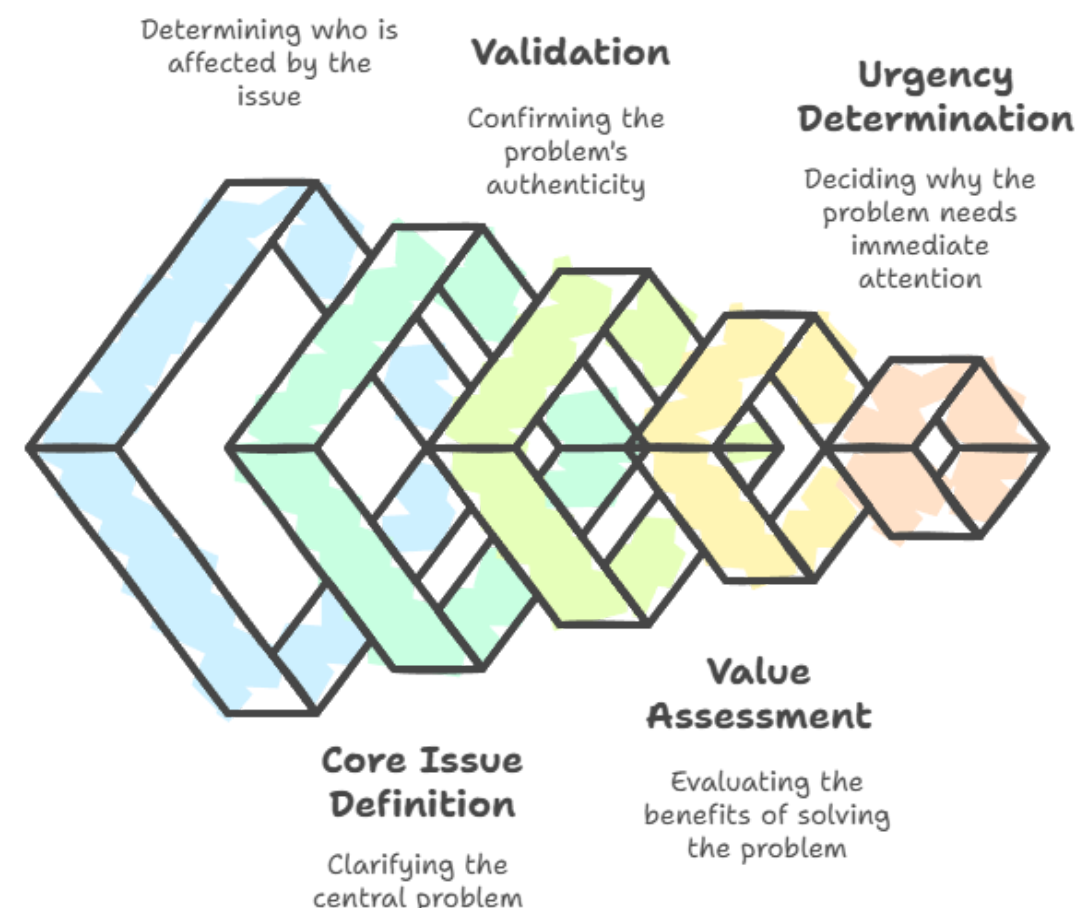 Determining who is
affected by the
issue
Validation
Confirming the
problem's
authenticity
Urgency
Determination
Deciding why the
problem needs
immediate
attention
Core Issue
Definition
Clarifying the
central problem
Value
Assessment
Evaluating the
benefits of solving
the problem